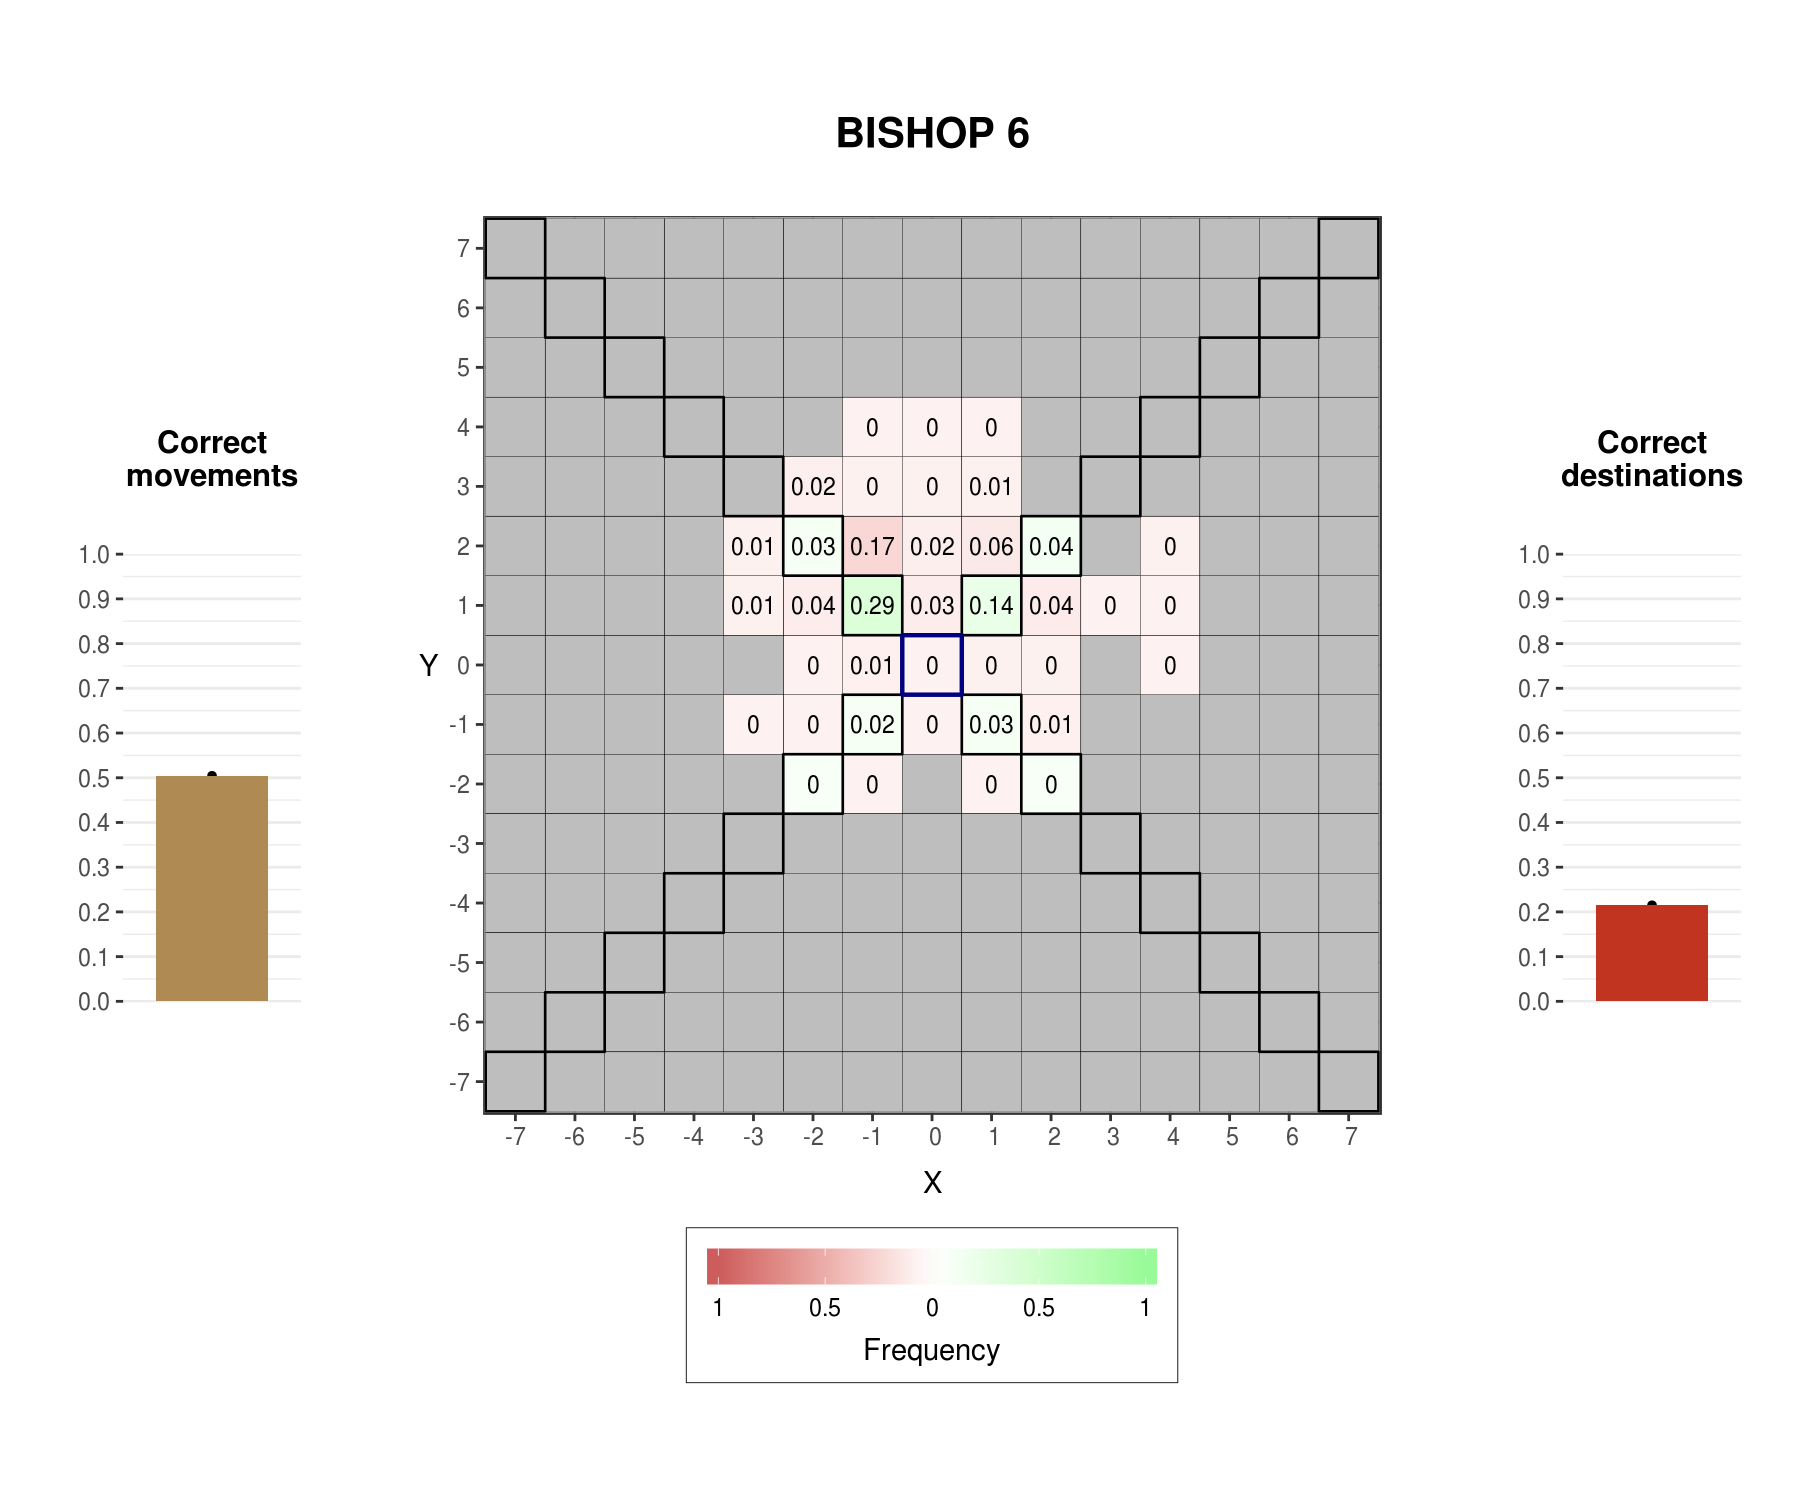 BISHOP 6
Correct
movements
1.0
0.9
0.8
0.7
0.6
0.5
0.4
0.3
0.2
0.1
0.0
Y
7
6
5
4 0 0 0
3 0.02 0 0 0.01
2 0.01 0.03 0.17 0.02 0.06 0.04 0
1 0.01 0.04 0.29 0.03 0.14 0.04 0 0
0 0 0.01 0 0 0 0
-1 0 0 0.02 0 0.03 0.01
-2 0 0 0 0
-3
-4
-5
-6
-7
-7 -6 -5 -4 -3 -2 -1 0 1 2 3 4 5 6 7
X
Correct
destinations
1.0
0.9
0.8
0.7
0.6
0.5
0.4
0.3
0.2
0.1
0.0
1 0.5 0 0.5 1
Frequency